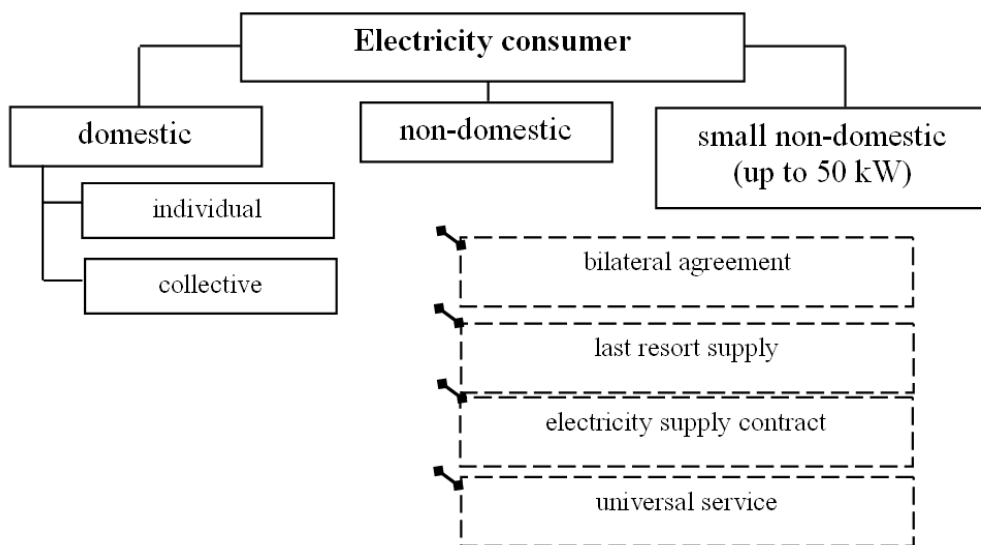 Electricity consumer
domestic
non-domestic
small non-domestic
(up to 50 kW)
individual
collective
bilateral agreement
last resort supply
electricity supply contract
universal service